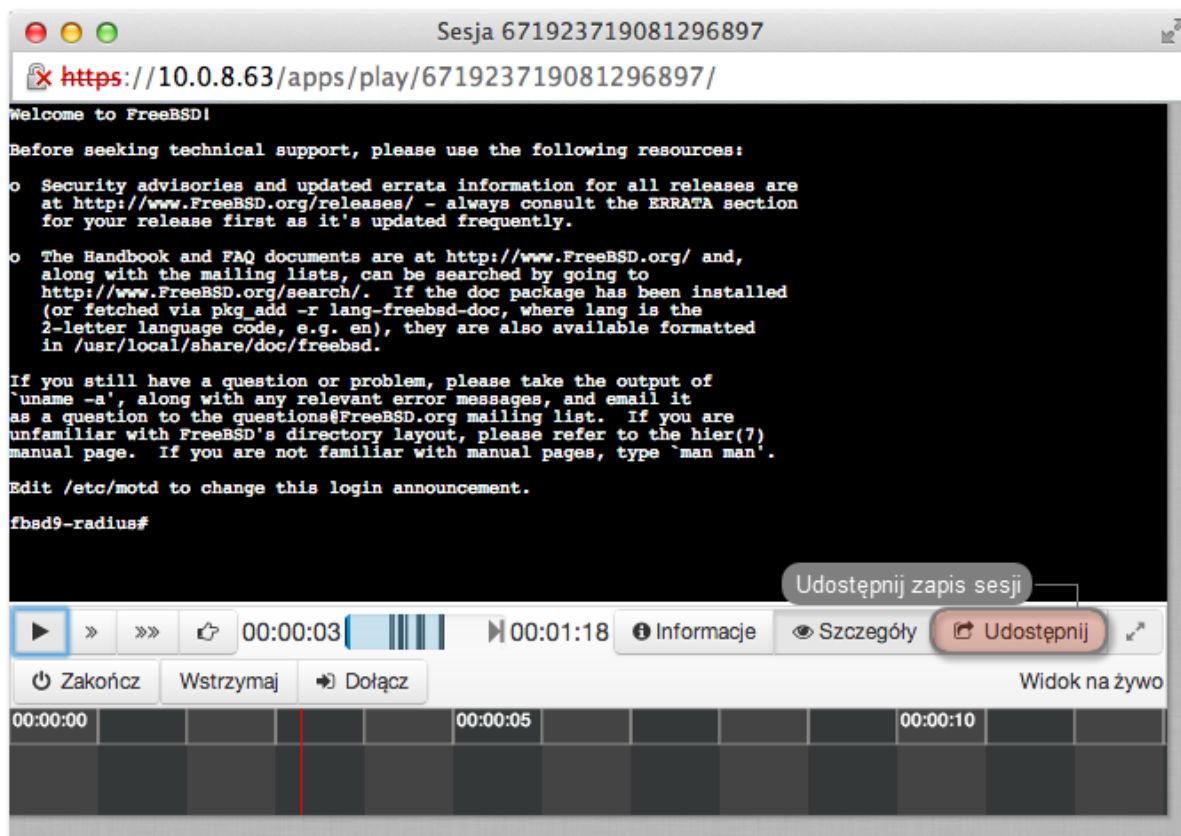 Sesja 671923719081296897
https://10.0.8.63/apps/play/671923719081296897/
Welcome to FreeBSD!
Before seeking technical support, please use the following resources:
o  Security advisories and updated errata information for all releases are
at http://www.FreeBSD.org/releases/ - always consult the ERRATA section
for your release first as it's updated frequently.
o  The Handbook and FAQ documents are at http://www.FreeBSD.org/ and,
along with the mailing lists, can be searched by going to
http://www.FreeBSD.org/search/.  If the doc package has been installed
(or fetched via pkg_add -r lang-freebsd-doc, where lang is the
2-letter language code, e.g. en), they are also available formatted
in /usr/local/share/doc/freebsd.
If you still have a question or problem, please take the output of
`uname -a', along with any relevant error messages, and email it
as a question to the questions@FreeBSD.org mailing list.  If you are
unfamiliar with FreeBSD's directory layout, please refer to the hier(7)
manual page.  If you are not familiar with manual pages, type `man man'.
Edit /etc/motd to change this login announcement.
fbsd9-radius#
Udostępnij zapis sesji
00:00:03 00:01:18 Informacje Szczegóły Udostępnij
Zakończ Wstrzymaj Dołącz Widok na żywo
00:00:00 00:00:05 00:00:10